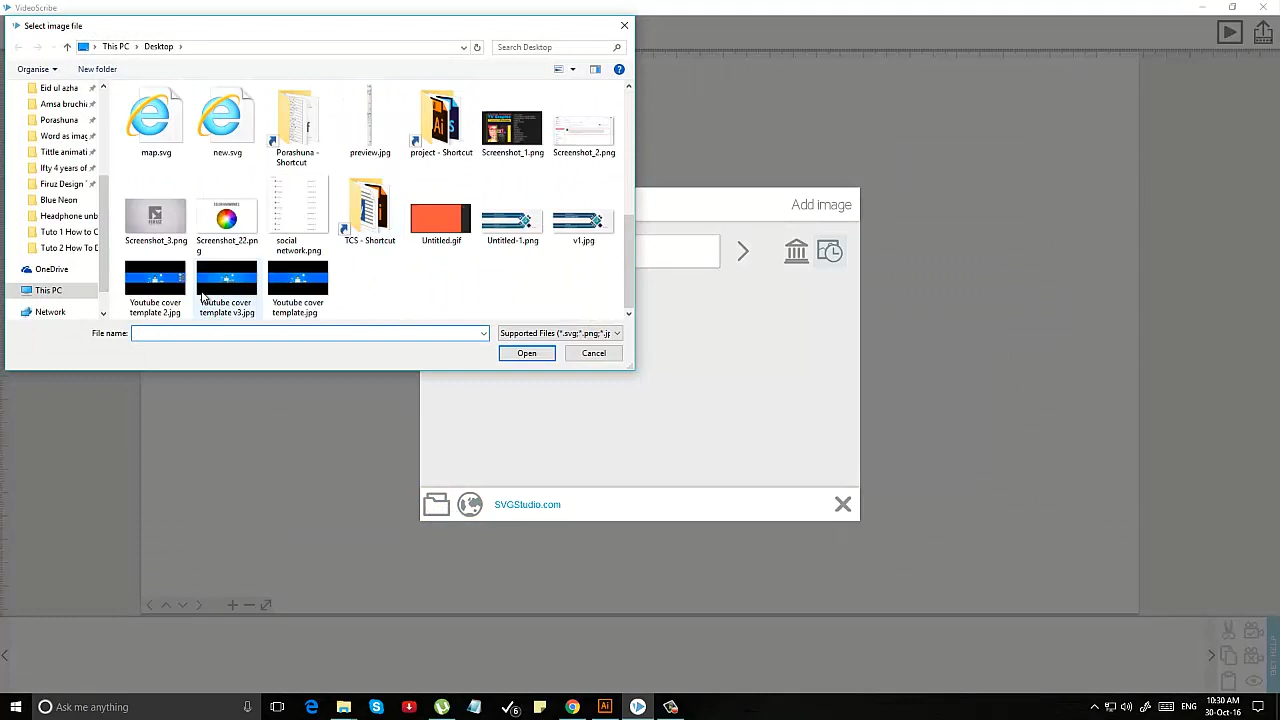 VideoScribe
Select image file
This PC
Desktop
Search Desktop
Organise
New folder
Eid ul azha
Amsa bruchi
Porashuna
Word as imag
Title animati
Ifty 4 years of
Firuz Design
Blue Neon
Headphone unb
Tuto 1 How to C
Tuto 2 How To D
OneDrive
This PC
Network
map.svg
new.svg
Porashuna -
Shortcut
preview.jpg
project - Shortcut
Screenshot_1.png
Screenshot_2.png
Screenshot_3.png
Screenshot_22.pn
g
social
network.png
TCS - Shortcut
Untitled.gif
Untitled-1.png
v1.jpg
Youtube cover
template 2.jpg
Youtube cover
template v3.jpg
Youtube cover
template.jpg
File name:
Supported Files (*.svg;*.png;*.jp
Open
Cancel
Add image
SVGStudio.com
Ask me anything
ENG
10:30 AM
30-Oct-16